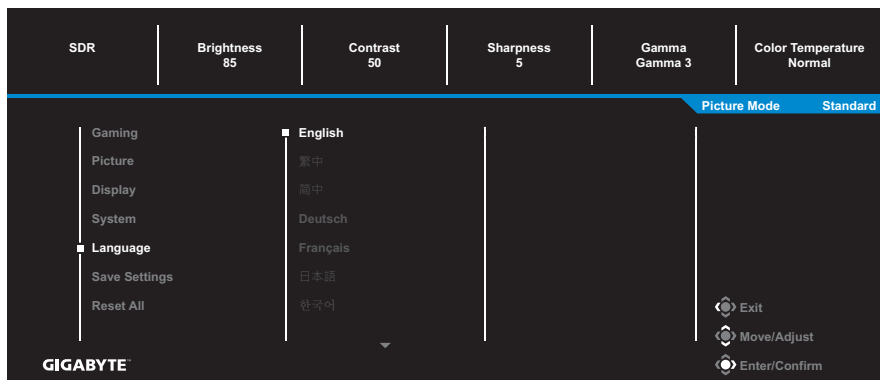 SDR
Brightness
85
Contrast
50
Sharpness
5
Gamma
Gamma 3
Color Temperature
Normal
Picture Mode Standard
Gaming
Picture
Display
System
Language
Save Settings
Reset All
English
繁中
简中
Deutsch
Français
日本語
한국어
Exit
Move/Adjust
Enter/Confirm
GIGABYTE™